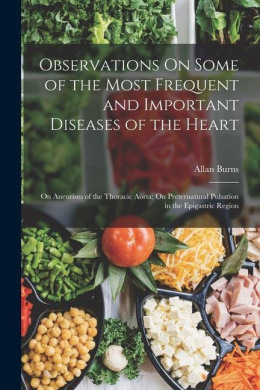 Observations On Some
of the Most Frequent
and Important
Diseases of the Heart
Allan Burns
On Aneurism of the Thoracic Aorta; On Preternatural Pulsation
in the Epigastric Region